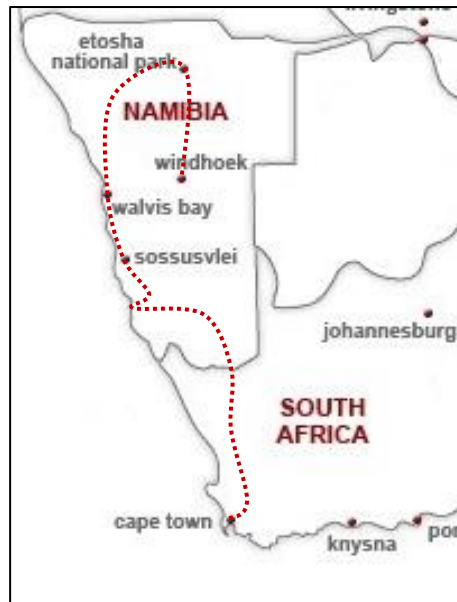 etosha
national park
NAMIBIA
windhoek
walvis bay
sossusvlei
johannesburg
SOUTH
AFRICA
cape town
knysna